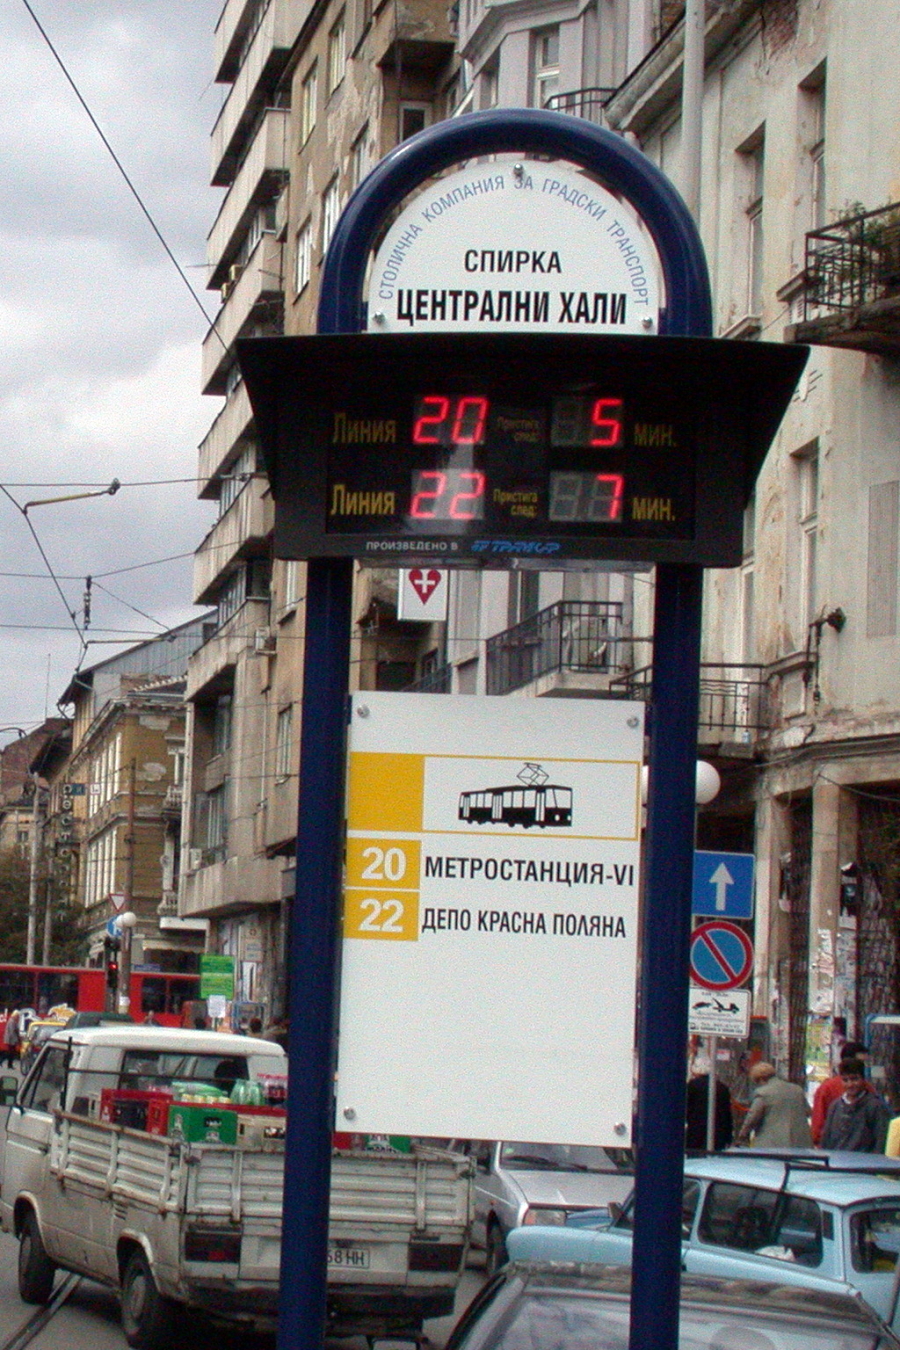 СТОЛИЧНА КОМПАНИЯ ЗА ГРАДСКИ ТРАНСПОРТ
СПИРКА
ЦЕНТРАЛНИ ХАЛИ
Линия 20 Пристига след: 5 мин.
Линия 22 Пристига след: 7 мин.
ПРОИЗВЕДЕНО В
20 МЕТРОСТАНЦИЯ-VI
22 ДЕПО КРАСНА ПОЛЯНА